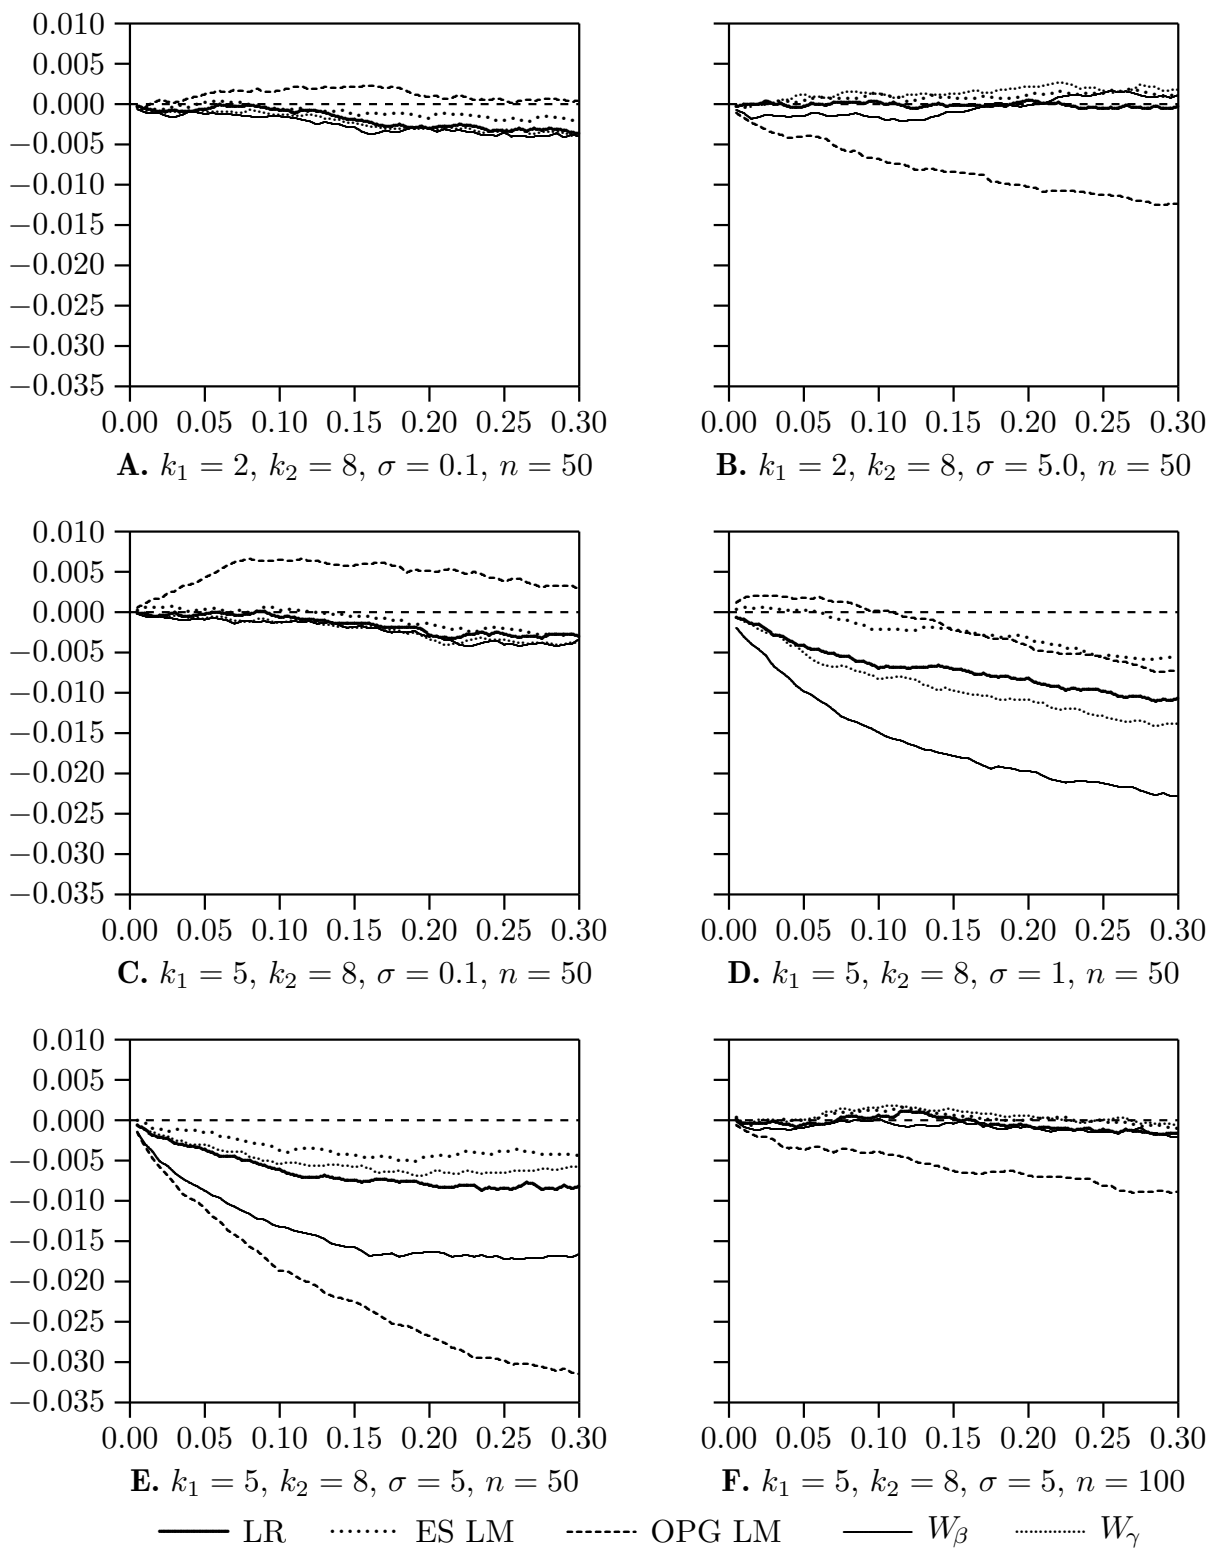 0.010
0.005
0.000
−0.005
−0.010
−0.015
−0.020
−0.025
−0.030
−0.035
0.00 0.05 0.10 0.15 0.20 0.25 0.30
0.00 0.05 0.10 0.15 0.20 0.25 0.30
A. k₁ = 2, k₂ = 8, σ = 0.1, n = 50
B. k₁ = 2, k₂ = 8, σ = 5.0, n = 50
0.010
0.005
0.000
−0.005
−0.010
−0.015
−0.020
−0.025
−0.030
−0.035
0.00 0.05 0.10 0.15 0.20 0.25 0.30
0.00 0.05 0.10 0.15 0.20 0.25 0.30
C. k₁ = 5, k₂ = 8, σ = 0.1, n = 50
D. k₁ = 5, k₂ = 8, σ = 1, n = 50
0.010
0.005
0.000
−0.005
−0.010
−0.015
−0.020
−0.025
−0.030
−0.035
0.00 0.05 0.10 0.15 0.20 0.25 0.30
0.00 0.05 0.10 0.15 0.20 0.25 0.30
E. k₁ = 5, k₂ = 8, σ = 5, n = 50
F. k₁ = 5, k₂ = 8, σ = 5, n = 100
LR ES LM OPG LM Wᵦ Wᵧ